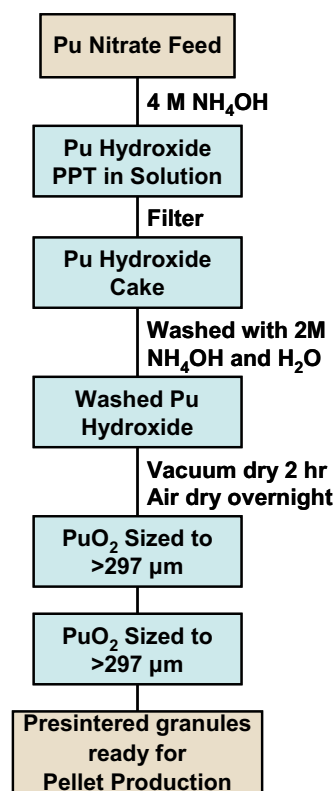 Pu Nitrate Feed
4 M NH₄OH
Pu Hydroxide
PPT in Solution
Filter
Pu Hydroxide
Cake
Washed with 2M
NH₄OH and H₂O
Washed Pu
Hydroxide
Vacuum dry 2 hr
Air dry overnight
PuO₂ Sized to
>297 μm
PuO₂ Sized to
>297 μm
Presintered granules
ready for
Pellet Production